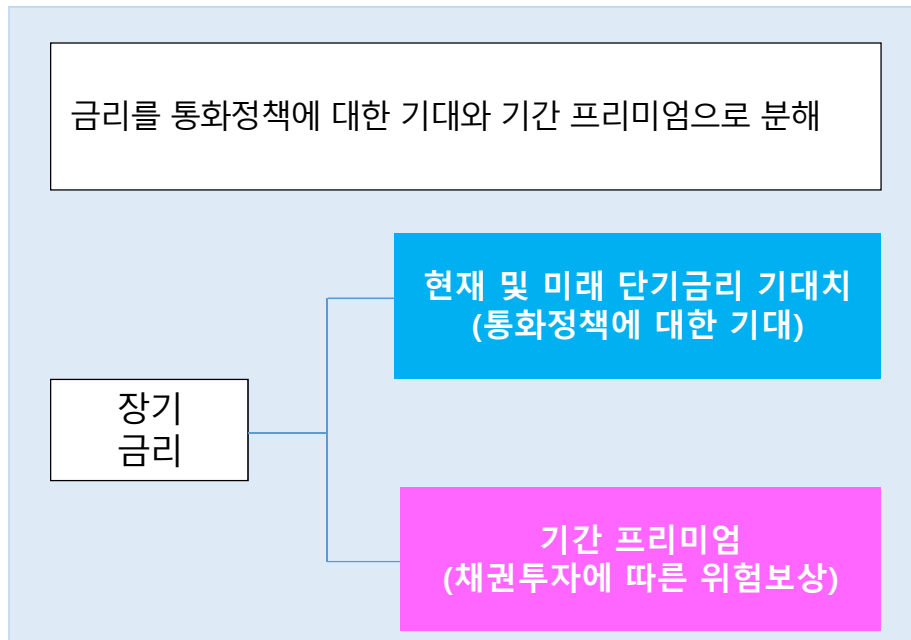 금리를 통화정책에 대한 기대와 기간 프리미엄으로 분해
현재 및 미래 단기금리 기대치
(통화정책에 대한 기대)
장기
금리
기간 프리미엄
(채권투자에 따른 위험보상)